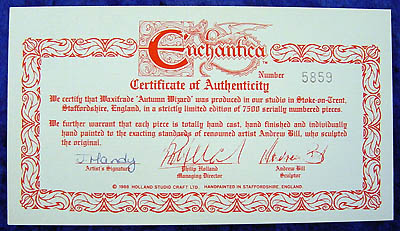 Enchantica
TM
Number 5859
Certificate of Authenticity
We certify that Waxifrade 'Autumn Wizard' was produced in our studio in Stoke-on-Trent,
Staffordshire, England, in a strictly limited edition of 7500 serially numbered pieces.
We further warrant that each piece is totally hand cast, hand finished and individually
hand painted to the exacting standards of renowned artist Andrew Bill, who sculpted
the original.
J. Handy
Artist's Signature
Philip Holland
Managing Director
Andrew Bill
Sculptor
© 1988 HOLLAND STUDIO CRAFT LTD. HANDPAINTED IN STAFFORDSHIRE, ENGLAND.